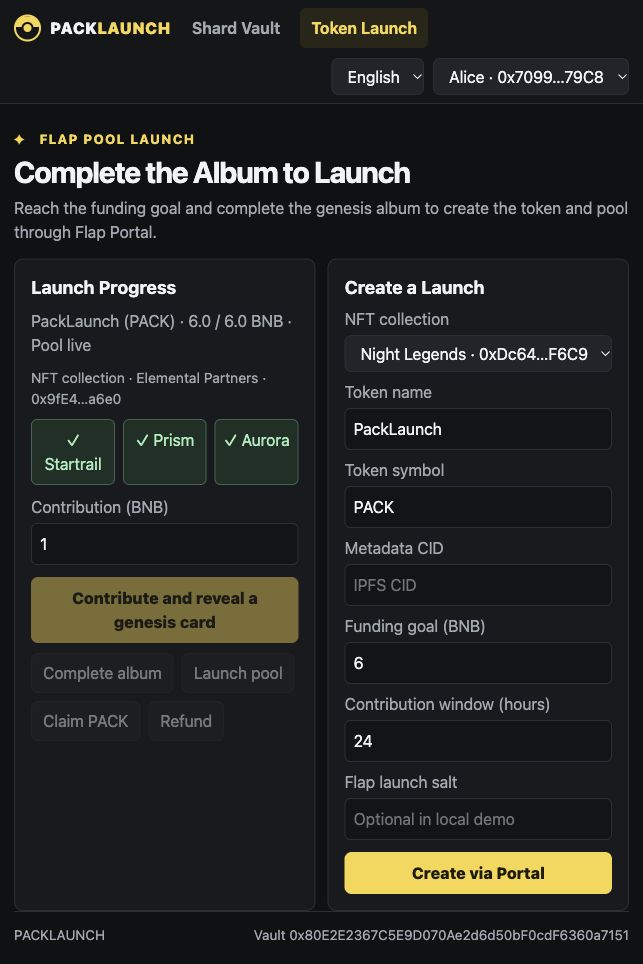 PACKLAUNCH
Shard Vault
Token Launch
English
Alice · 0x7099...79C8
FLAP POOL LAUNCH
Complete the Album to Launch
Reach the funding goal and complete the genesis album to create the token and pool
through Flap Portal.
Launch Progress
PackLaunch (PACK) · 6.0 / 6.0 BNB ·
Pool live
NFT collection · Elemental Partners ·
0x9fE4...a6e0
✓
Startrail
✓ Prism
✓ Aurora
Contribution (BNB)
1
Contribute and reveal a
genesis card
Complete album
Launch pool
Claim PACK
Refund
Create a Launch
NFT collection
Night Legends · 0xDc64...F6C9
Token name
PackLaunch
Token symbol
PACK
Metadata CID
IPFS CID
Funding goal (BNB)
6
Contribution window (hours)
24
Flap launch salt
Optional in local demo
Create via Portal
PACKLAUNCH
Vault 0x80E2E2367C5E9D070Ae2d6d50bF0cdF6360a7151